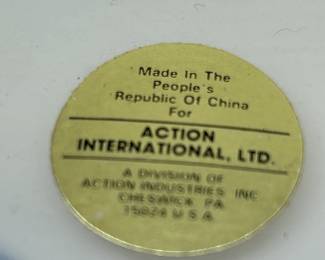 Made In The
People's
Republic Of China
For
ACTION
INTERNATIONAL, LTD.
A DIVISION OF
ACTION INDUSTRIES INC
CHESWICK PA
15024 U S A